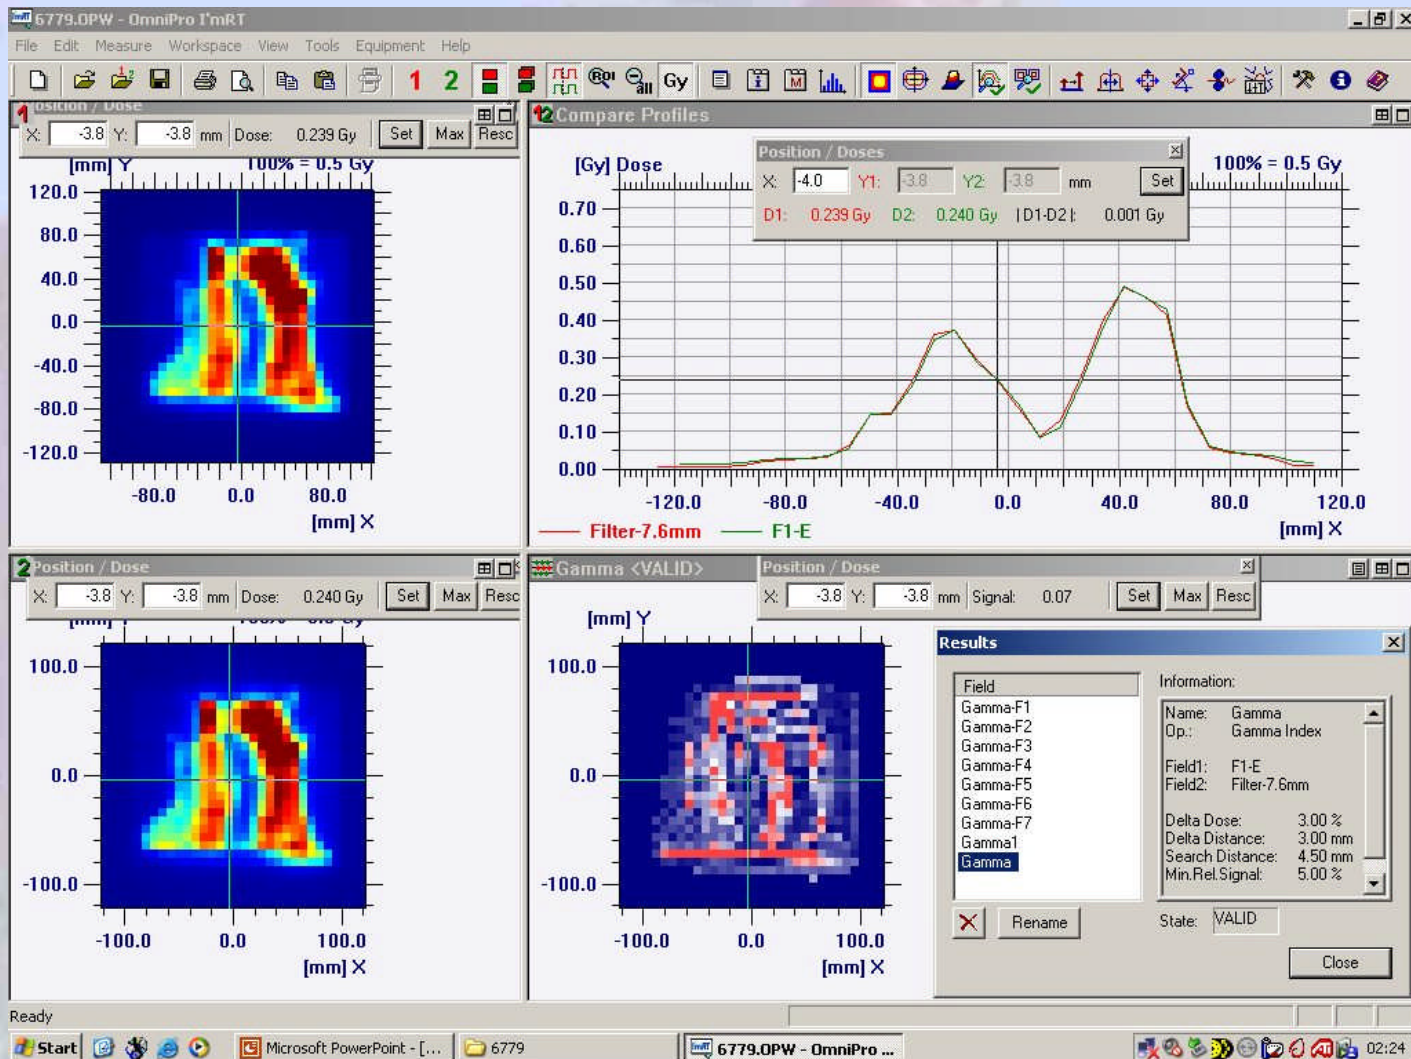 6779.OPW - OmniPro I'mRT
File Edit Measure Workspace View Tools Equipment Help
1 2 ROI all Gy i M
1 Position / Dose
X: -3.8 Y: -3.8 mm Dose: 0.239 Gy Set Max Resc
[mm] Y 100% = 0.5 Gy
120.0
80.0
40.0
0.0
-40.0
-80.0
-120.0
-80.0 0.0 80.0
[mm] X
12 Compare Profiles
[Gy] Dose 100% = 0.5 Gy
Position / Doses
X: -4.0 Y1: -3.8 Y2: -3.8 mm Set
D1: 0.239 Gy D2: 0.240 Gy |D1-D2|: 0.001 Gy
0.70
0.60
0.50
0.40
0.30
0.20
0.10
0.00
-120.0 -80.0 -40.0 0.0 40.0 80.0 120.0
[mm] X
Filter-7.6mm F1-E
2 Position / Dose
X: -3.8 Y: -3.8 mm Dose: 0.240 Gy Set Max Resc
100.0
0.0
-100.0
-100.0 0.0 100.0
[mm] X
Gamma <VALID>
Position / Dose
X: -3.8 Y: -3.8 mm Signal: 0.07 Set Max Resc
[mm] Y
100.0
0.0
-100.0
-100.0 0.0 100.0
[mm] X
Results
Field
Gamma-F1
Gamma-F2
Gamma-F3
Gamma-F4
Gamma-F5
Gamma-F6
Gamma-F7
Gamma1
Gamma
Rename
Information:
Name: Gamma
Op.: Gamma Index
Field1: F1-E
Field2: Filter-7.6mm
Delta Dose: 3.00 %
Delta Distance: 3.00 mm
Search Distance: 4.50 mm
Min.Rel.Signal: 5.00 %
State: VALID
Close
Ready
Start Microsoft PowerPoint - [... 6779 6779.OPW - OmniPro ... 02:24